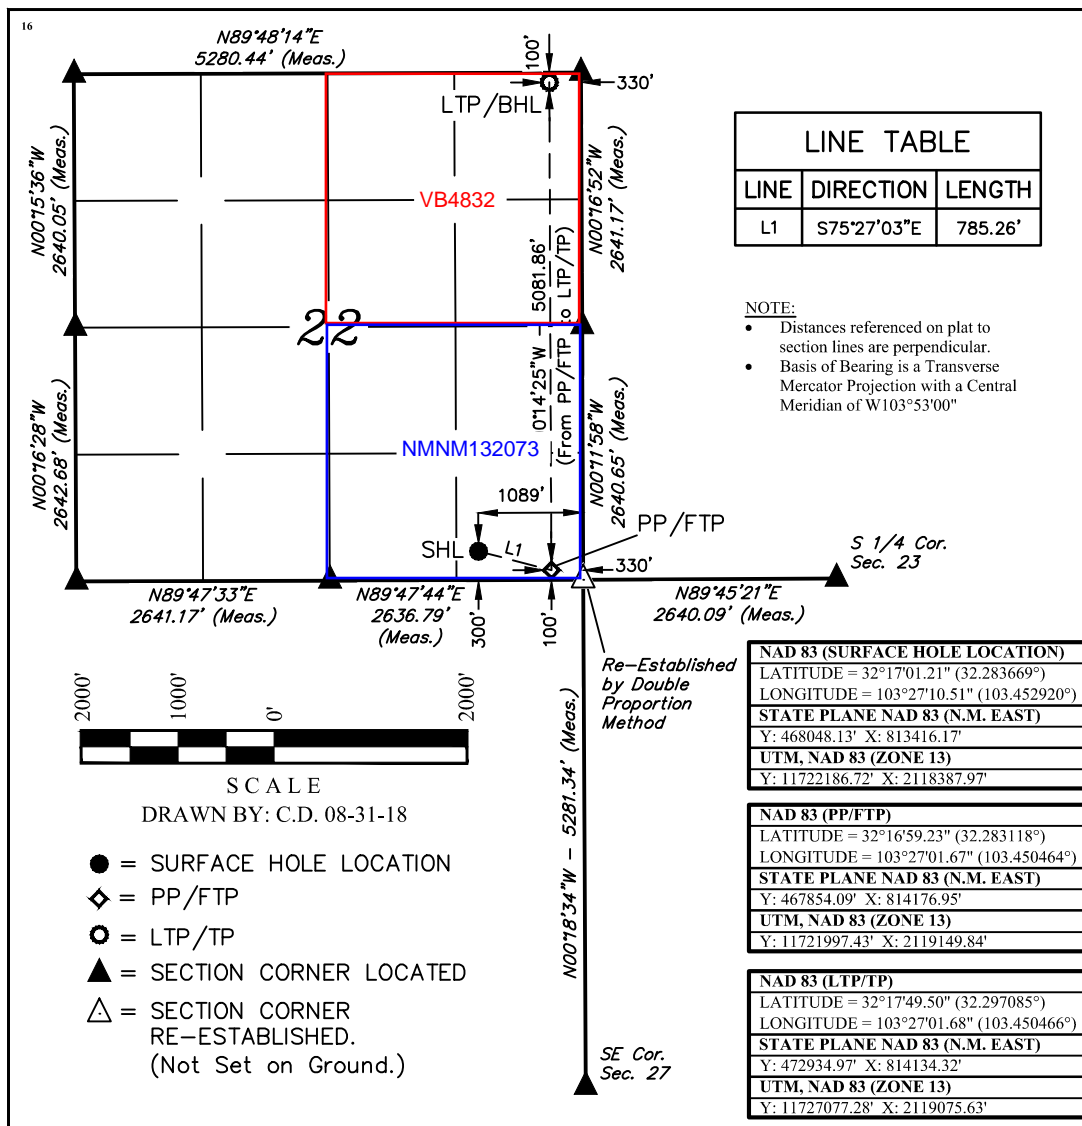 16
N89°48'14"E
5280.44' (Meas.)
100'
330'
LTP/BHL
N00°15'36"W
2640.05' (Meas.)
VB4832
N00°16'52"W
2641.17' (Meas.)
22
0°14'25"W - 5081.86'
(From PP/FTP to LTP/TP)
N00°16'28"W
2642.68' (Meas.)
NMNM132073
N00°11'58"W
2640.65' (Meas.)
1089'
PP/FTP
SHL
L1
330'
S 1/4 Cor.
Sec. 23
N89°47'33"E
2641.17' (Meas.)
N89°47'44"E
2636.79'
(Meas.)
300'
100'
N89°45'21"E
2640.09' (Meas.)
Re-Established
by Double
Proportion
Method
N00°18'34"W - 5281.34' (Meas.)
SE Cor.
Sec. 27
LINE TABLE
LINE DIRECTION LENGTH
L1 S75°27'03"E 785.26'
NOTE:
• Distances referenced on plat to
section lines are perpendicular.
• Basis of Bearing is a Transverse
Mercator Projection with a Central
Meridian of W103°53'00"
2000' 1000' 0' 2000'
SCALE
DRAWN BY: C.D. 08-31-18
= SURFACE HOLE LOCATION
= PP/FTP
= LTP/TP
= SECTION CORNER LOCATED
= SECTION CORNER
RE-ESTABLISHED.
(Not Set on Ground.)
NAD 83 (SURFACE HOLE LOCATION)
LATITUDE = 32°17'01.21" (32.283669°)
LONGITUDE = 103°27'10.51" (103.452920°)
STATE PLANE NAD 83 (N.M. EAST)
Y: 468048.13' X: 813416.17'
UTM, NAD 83 (ZONE 13)
Y: 11722186.72' X: 2118387.97'
NAD 83 (PP/FTP)
LATITUDE = 32°16'59.23" (32.283118°)
LONGITUDE = 103°27'01.67" (103.450464°)
STATE PLANE NAD 83 (N.M. EAST)
Y: 467854.09' X: 814176.95'
UTM, NAD 83 (ZONE 13)
Y: 11721997.43' X: 2119149.84'
NAD 83 (LTP/TP)
LATITUDE = 32°17'49.50" (32.297085°)
LONGITUDE = 103°27'01.68" (103.450466°)
STATE PLANE NAD 83 (N.M. EAST)
Y: 472934.97' X: 814134.32'
UTM, NAD 83 (ZONE 13)
Y: 11727077.28' X: 2119075.63'